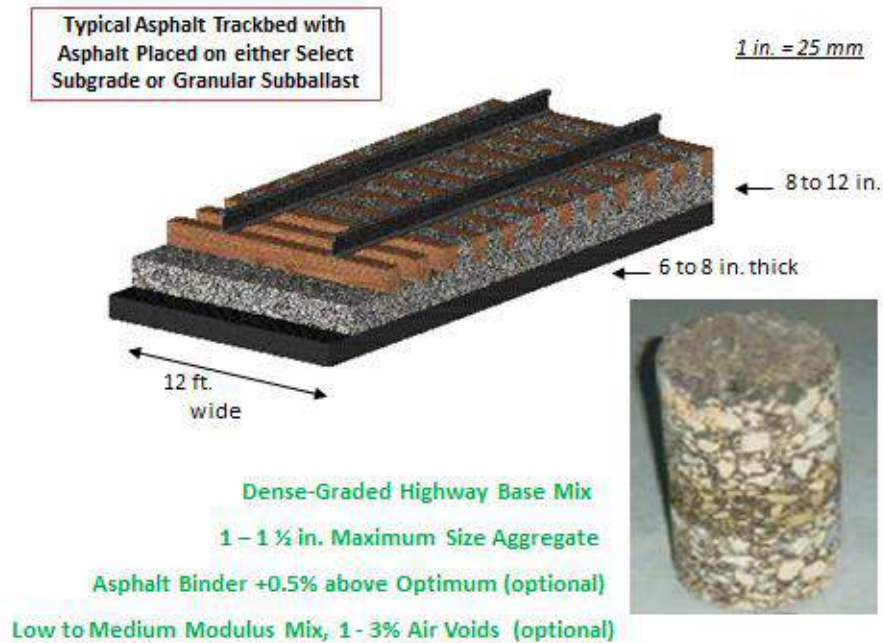 Typical Asphalt Trackbed with
Asphalt Placed on either Select
Subgrade or Granular Subballast
1 in. = 25 mm
8 to 12 in.
6 to 8 in. thick
12 ft.
wide
Dense-Graded Highway Base Mix
1 – 1 ½ in. Maximum Size Aggregate
Asphalt Binder +0.5% above Optimum (optional)
Low to Medium Modulus Mix, 1 - 3% Air Voids (optional)